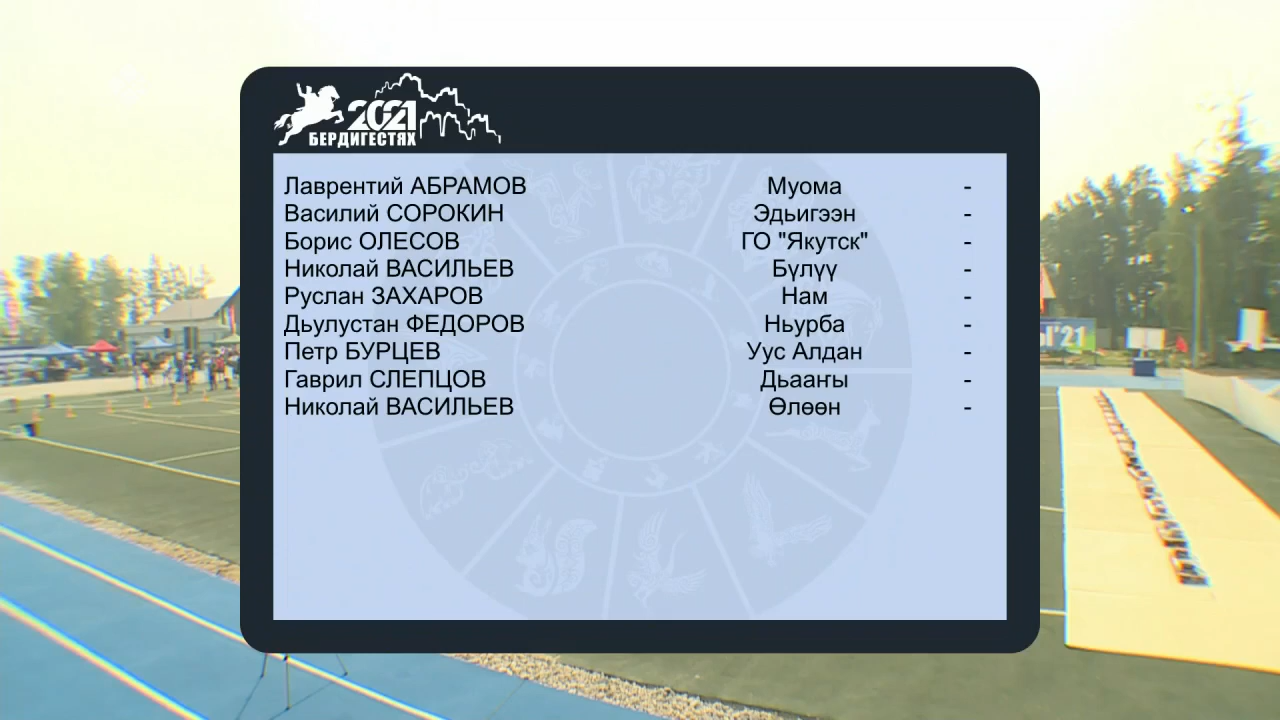 2021
БЕРДИГЕСТЯХ
Лаврентий АБРАМОВ Муома -
Василий СОРОКИН Эдьигээн -
Борис ОЛЕСОВ ГО "Якутск" -
Николай ВАСИЛЬЕВ Бүлүү -
Руслан ЗАХАРОВ Нам -
Дьулустан ФЕДОРОВ Ньурба -
Петр БУРЦЕВ Уус Алдан -
Гаврил СЛЕПЦОВ Дьааҥы -
Николай ВАСИЛЬЕВ Өлөөн -